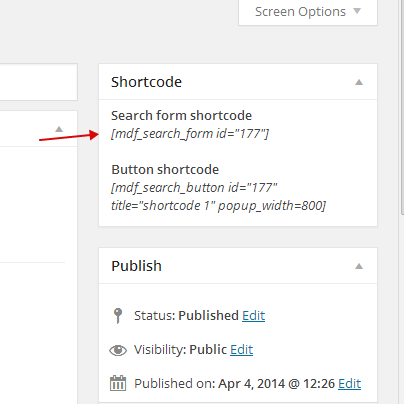 Screen Options
Shortcode
Search form shortcode
[mdf_search_form id="177"]
Button shortcode
[mdf_search_button id="177"
title="shortcode 1" popup_width=800]
Publish
Status: Published Edit
Visibility: Public Edit
Published on: Apr 4, 2014 @ 12:26 Edit